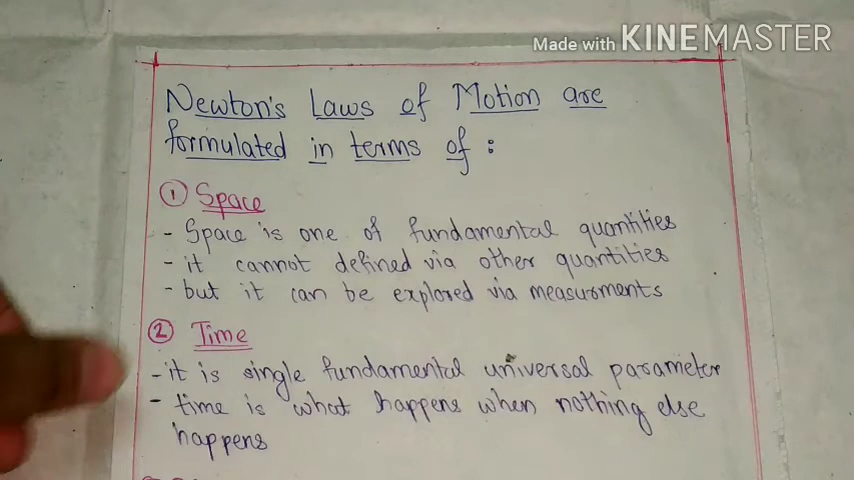 Made with KINEMASTER
Newton's Laws of Motion are
formulated in terms of :
① Space
- Space is one of fundamental quantities
- it cannot defined via other quantities
- but it can be explored via measurments
② Time
- it is single fundamental universal parameter
- time is what happens when nothing else
happens